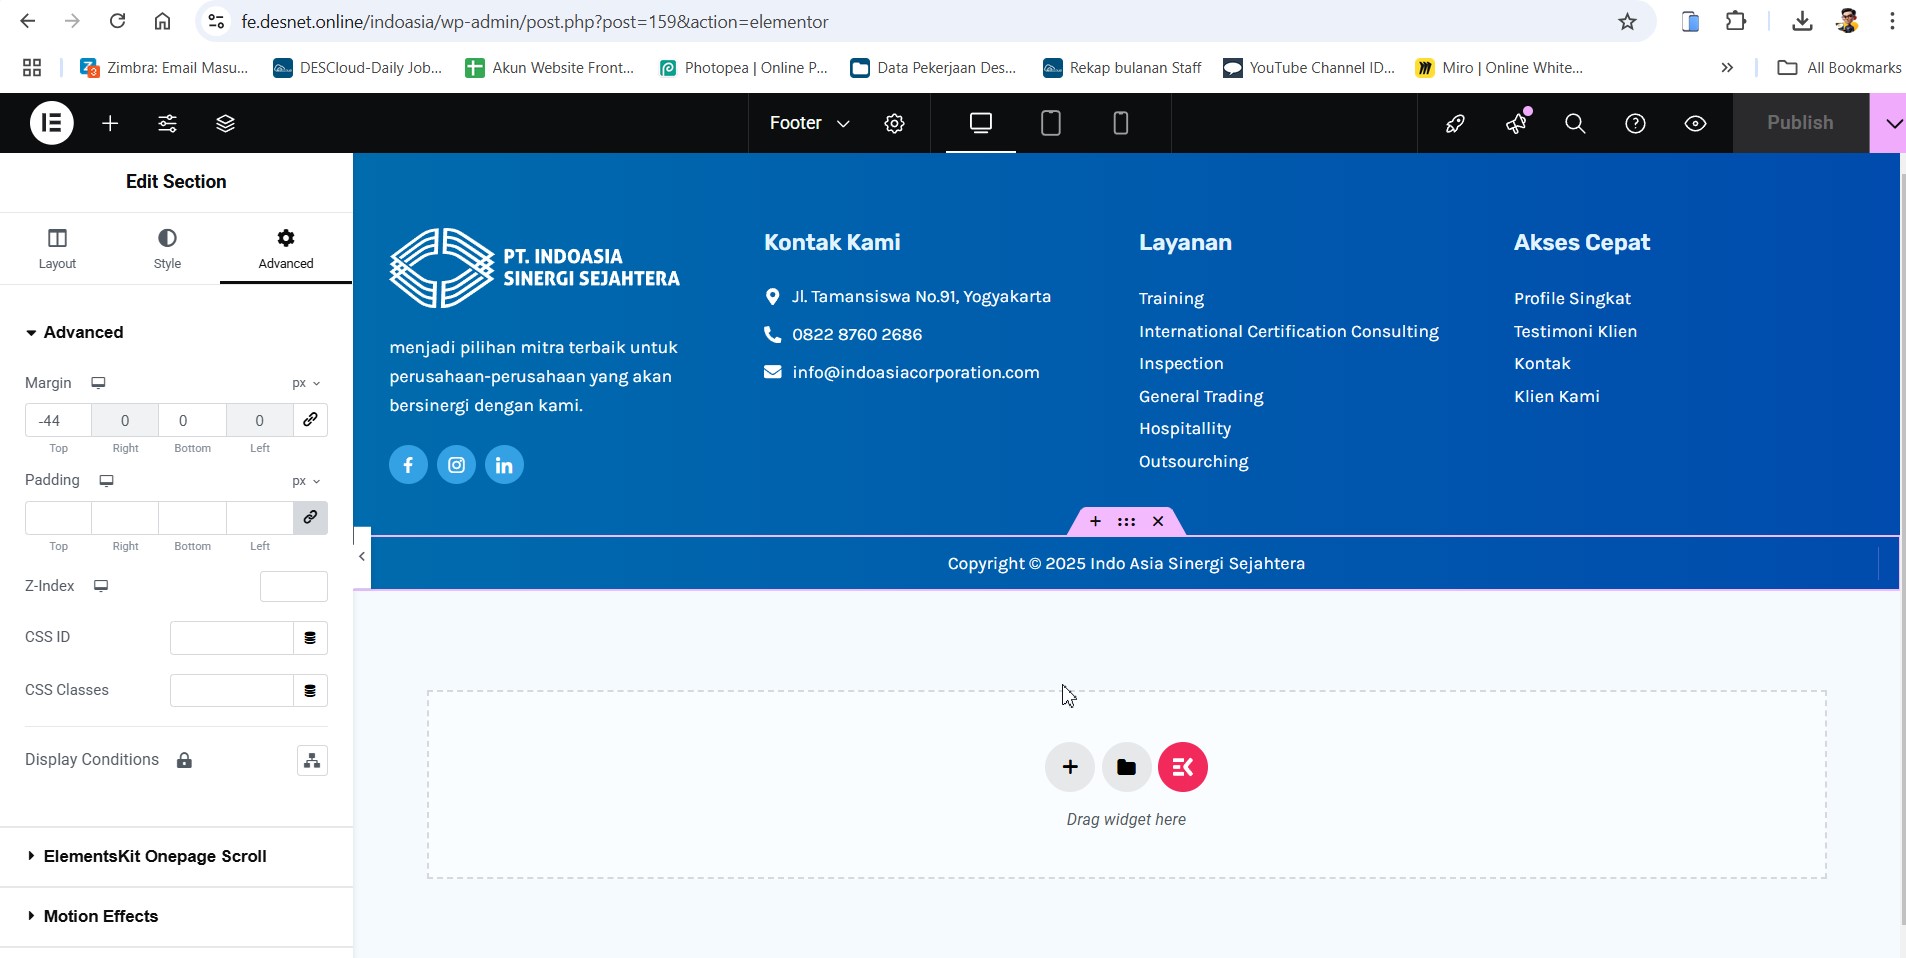 fe.desnet.online/indoasia/wp-admin/post.php?post=159&action=elementor
Zimbra: Email Masu...
DESCloud-Daily Job...
Akun Website Front...
Photopea | Online P...
Data Pekerjaan Des...
Rekap bulanan Staff
YouTube Channel ID...
Miro | Online White...
All Bookmarks
Footer
Publish
Edit Section
Layout
Style
Advanced
Advanced
Margin
px
-44
0
0
0
Top
Right
Bottom
Left
Padding
px
Top
Right
Bottom
Left
Z-Index
CSS ID
CSS Classes
Display Conditions
ElementsKit Onepage Scroll
Motion Effects
PT. INDOASIA
SINERGI SEJAHTERA
menjadi pilihan mitra terbaik untuk
perusahaan-perusahaan yang akan
bersinergi dengan kami.
Kontak Kami
Jl. Tamansiswa No.91, Yogyakarta
0822 8760 2686
info@indoasiacorporation.com
Layanan
Training
International Certification Consulting
Inspection
General Trading
Hospitallity
Outsourching
Akses Cepat
Profile Singkat
Testimoni Klien
Kontak
Klien Kami
Copyright © 2025 Indo Asia Sinergi Sejahtera
Drag widget here